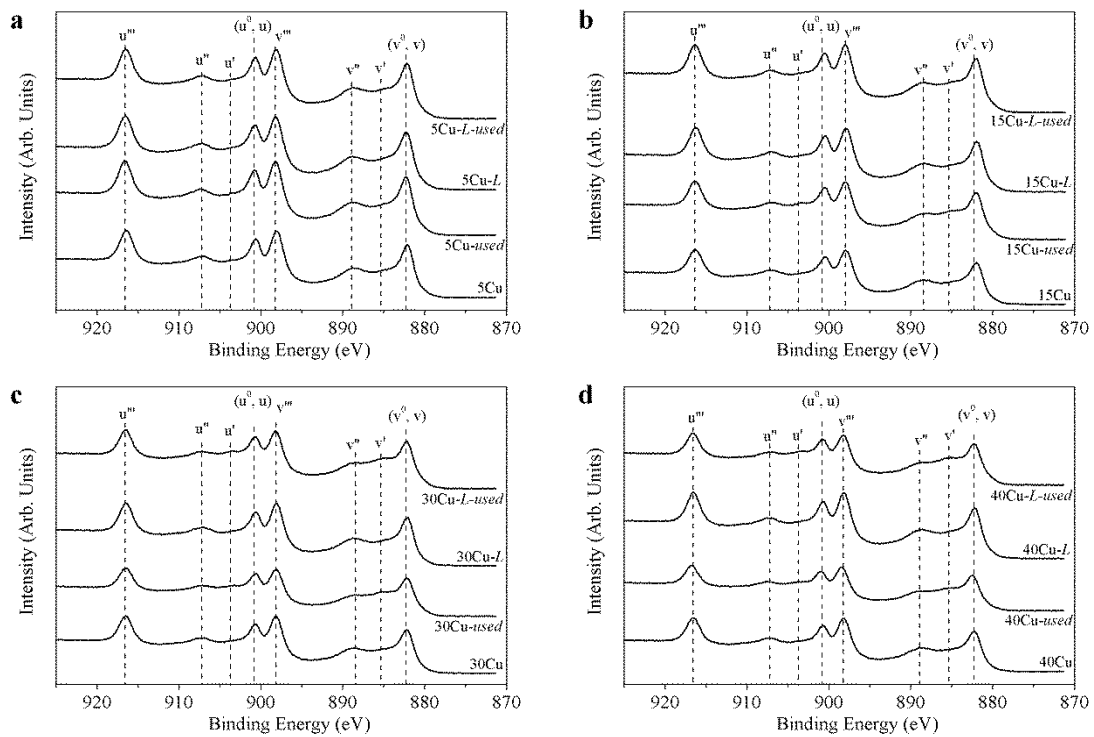 a
(u⁰, u)
v'''
u'''
(v⁰, v)
u''
u'
v''
v'
5Cu-L-used
5Cu-L
5Cu-used
5Cu
Intensity (Arb. Units)
920 910 900 890 880 870
Binding Energy (eV)
b
(u⁰, u)
v'''
u'''
(v⁰, v)
u''
u'
v''
v'
15Cu-L-used
15Cu-L
15Cu-used
15Cu
Intensity (Arb. Units)
920 910 900 890 880 870
Binding Energy (eV)
c
(u⁰, u)
v'''
u'''
(v⁰, v)
u''
u'
v''
v'
30Cu-L-used
30Cu-L
30Cu-used
30Cu
Intensity (Arb. Units)
920 910 900 890 880 870
Binding Energy (eV)
d
(u⁰, u)
v'''
u'''
(v⁰, v)
u''
u'
v''
v'
40Cu-L-used
40Cu-L
40Cu-used
40Cu
Intensity (Arb. Units)
920 910 900 890 880 870
Binding Energy (eV)